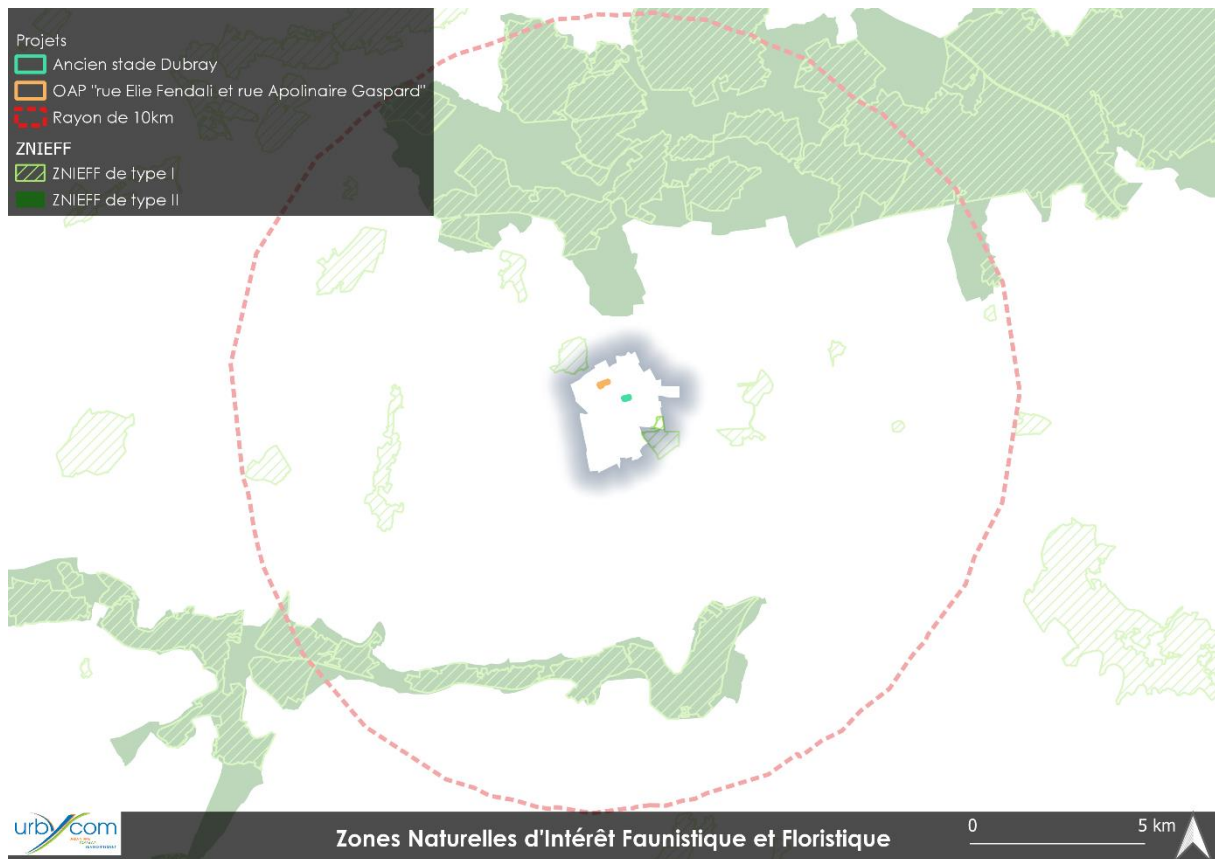 Projets
Ancien stade Dubray
OAP "rue Elie Fendali et rue Apolinaire Gaspard"
Rayon de 10km
ZNIEFF
ZNIEFF de type I
ZNIEFF de type II
urbycom
Zones Naturelles d'Intérêt Faunistique et Floristique
0 5 km